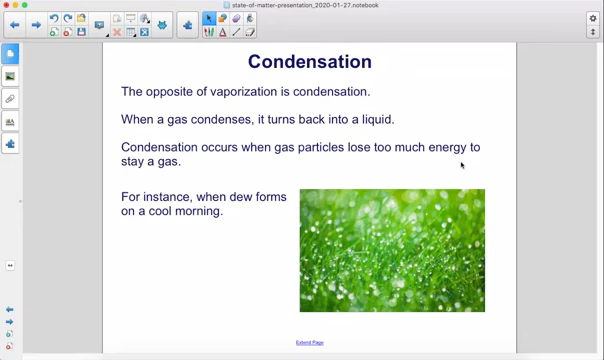 state-of-matter-presentation_2020-01-27.notebook
Condensation
The opposite of vaporization is condensation.
When a gas condenses, it turns back into a liquid.
Condensation occurs when gas particles lose too much energy to
stay a gas.
For instance, when dew forms
on a cool morning.
Extend Page